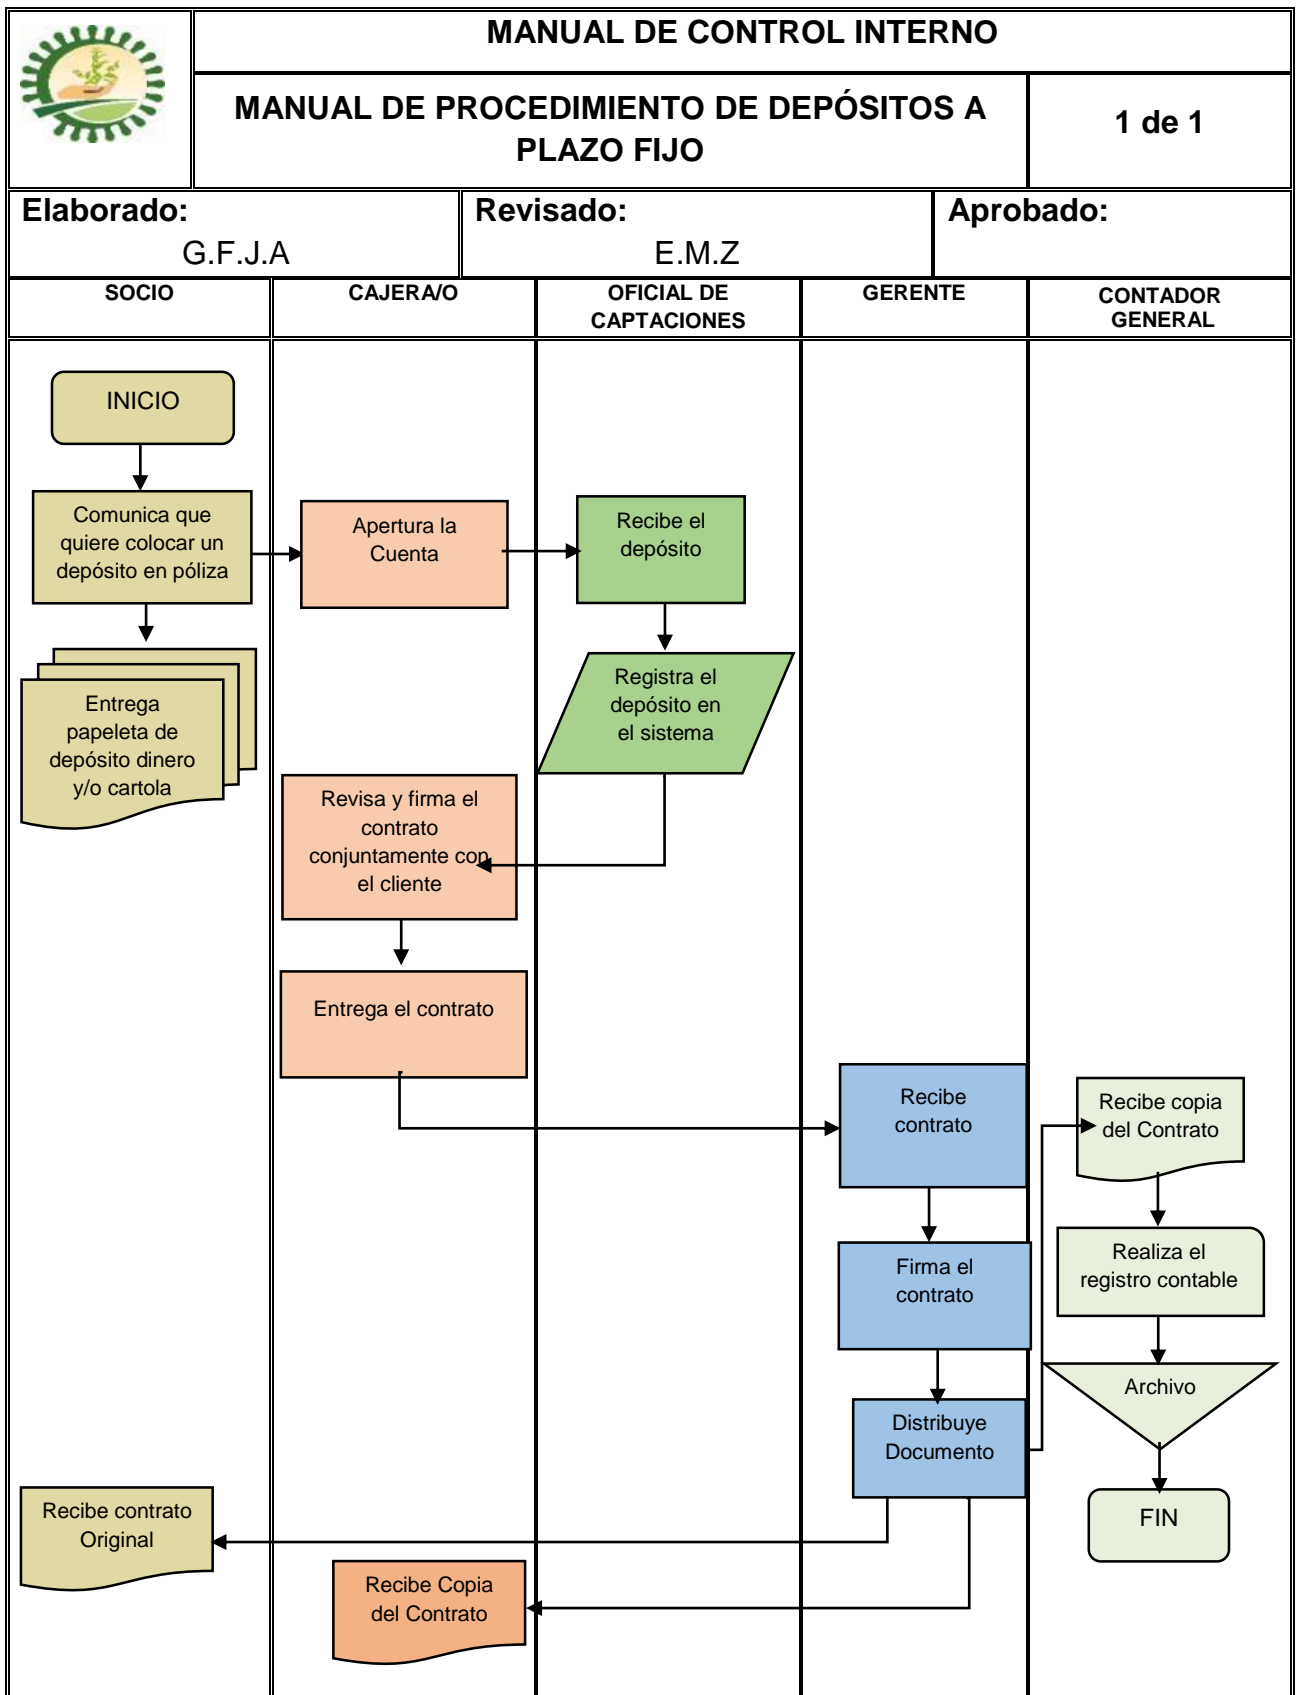 MANUAL DE CONTROL INTERNO
MANUAL DE PROCEDIMIENTO DE DEPÓSITOS A
PLAZO FIJO
1 de 1
Elaborado:
G.F.J.A
Revisado:
E.M.Z
Aprobado:
SOCIO
CAJERA/O
OFICIAL DE
CAPTACIONES
GERENTE
CONTADOR
GENERAL
INICIO
Comunica que
quiere colocar un
depósito en póliza
Apertura la
Cuenta
Recibe el
depósito
Entrega
papeleta de
depósito dinero
y/o cartola
Registra el
depósito en
el sistema
Revisa y firma el
contrato
conjuntamente con
el cliente
Entrega el contrato
Recibe
contrato
Recibe copia
del Contrato
Firma el
contrato
Realiza el
registro contable
Distribuye
Documento
Archivo
FIN
Recibe contrato
Original
Recibe Copia
del Contrato